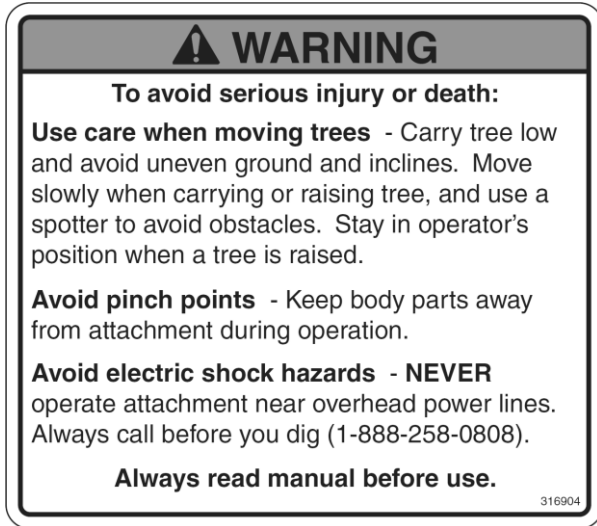 WARNING
To avoid serious injury or death:
Use care when moving trees - Carry tree low
and avoid uneven ground and inclines. Move
slowly when carrying or raising tree, and use a
spotter to avoid obstacles. Stay in operator's
position when a tree is raised.
Avoid pinch points - Keep body parts away
from attachment during operation.
Avoid electric shock hazards - NEVER
operate attachment near overhead power lines.
Always call before you dig (1-888-258-0808).
Always read manual before use.
316904